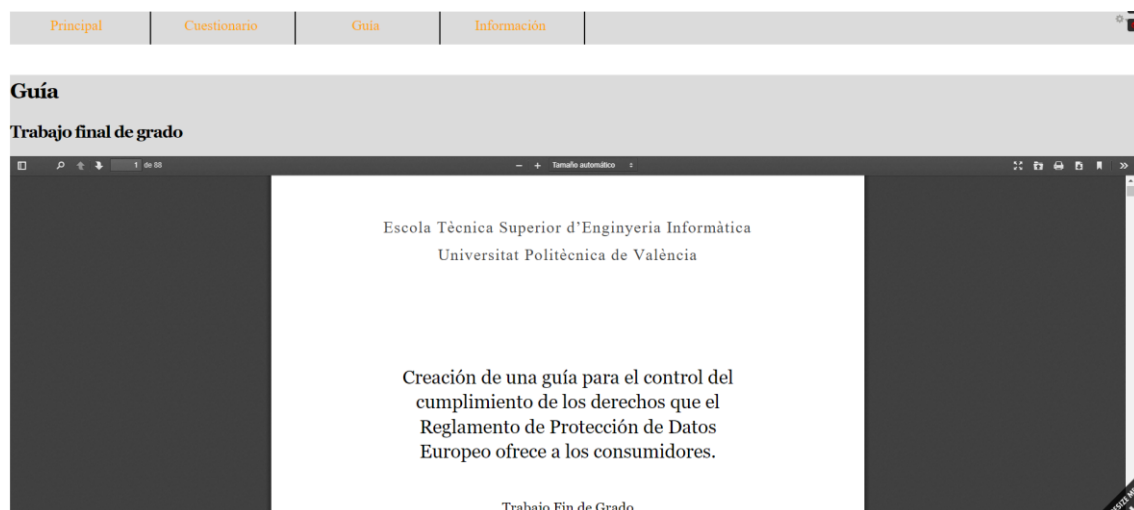 Principal Cuestionario Guía Información
Guía
Trabajo final de grado
1 de 88 Tamaño automático
Escola Tècnica Superior d'Enginyeria Informàtica
Universitat Politècnica de València
Creación de una guía para el control del
cumplimiento de los derechos que el
Reglamento de Protección de Datos
Europeo ofrece a los consumidores.
Trabajo Fin de Grado